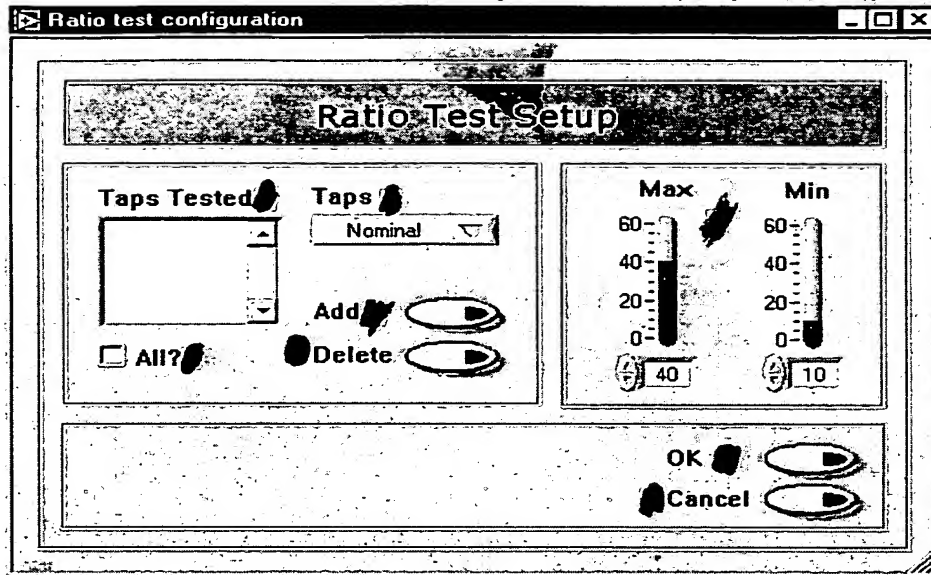 Ratio test configuration
Ratio Test Setup
Taps Tested
Taps
Nominal
Add
All?
Delete
Max
Min
60
60
40
40
20
20
0
0
40
10
OK
Cancel